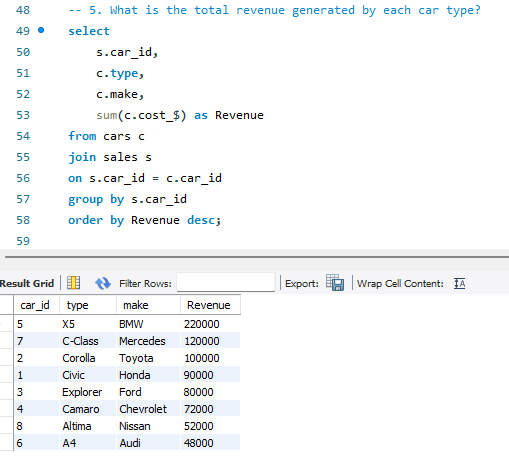 48 -- 5. What is the total revenue generated by each car type?
49 select
50 s.car_id,
51 c.type,
52 c.make,
53 sum(c.cost_$) as Revenue
54 from cars c
55 join sales s
56 on s.car_id = c.car_id
57 group by s.car_id
58 order by Revenue desc;
59
Result Grid Filter Rows: Export: Wrap Cell Content: IA
car_id type make Revenue
5 X5 BMW 220000
7 C-Class Mercedes 120000
2 Corolla Toyota 100000
1 Civic Honda 90000
3 Explorer Ford 80000
4 Camaro Chevrolet 72000
8 Altima Nissan 52000
6 A4 Audi 48000